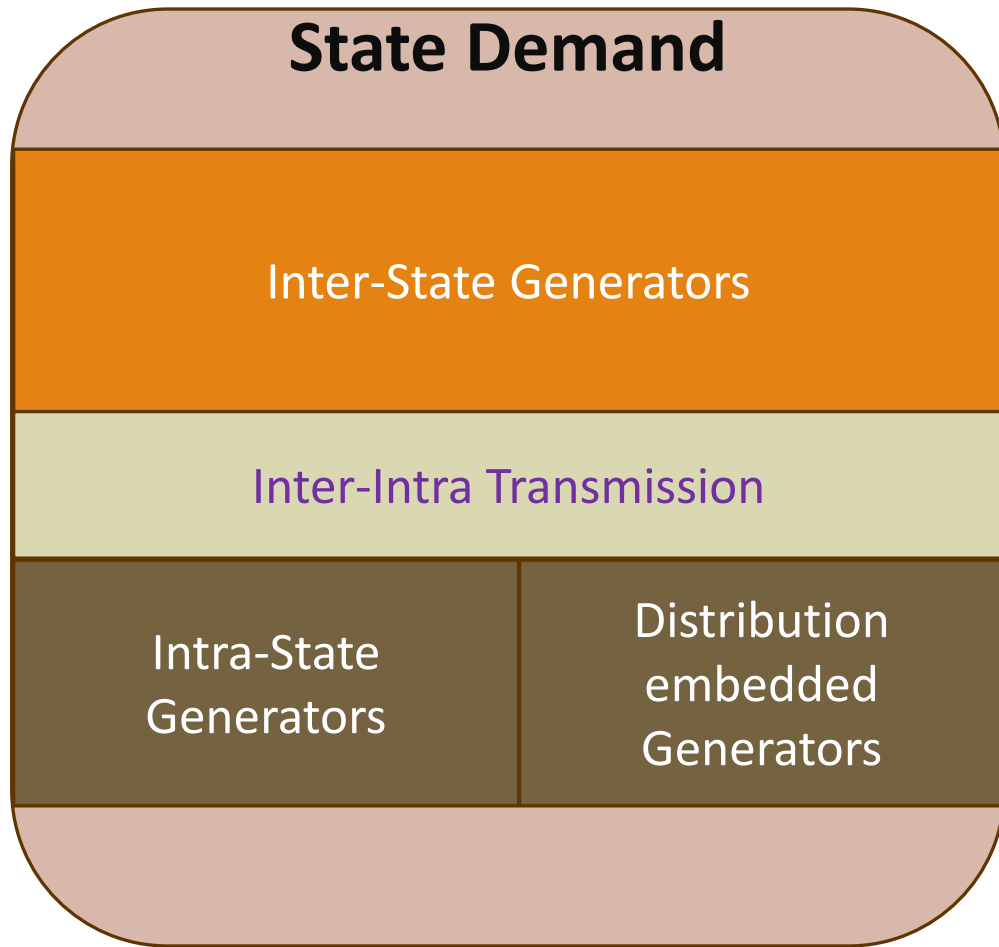 State Demand
Inter-State Generators
Inter-Intra Transmission
Intra-State
Generators
Distribution
embedded
Generators